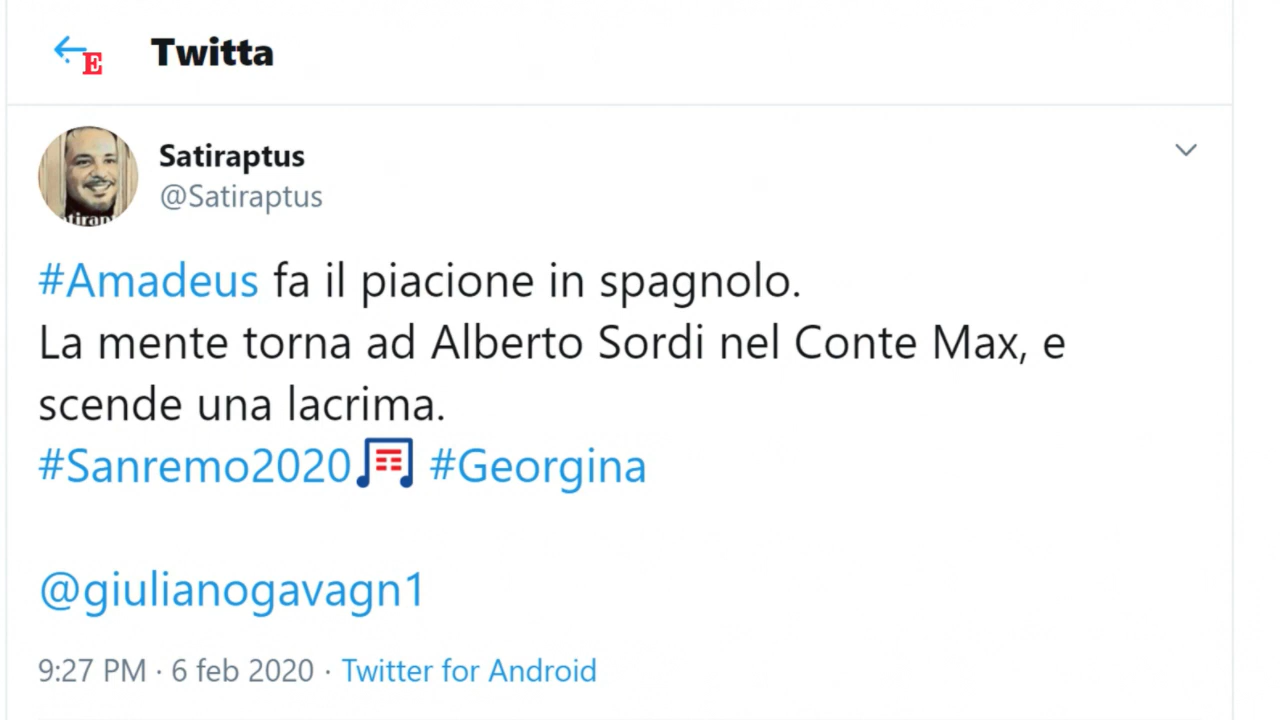 E
Twitta
Satiraptus
@Satiraptus
#Amadeus fa il piacione in spagnolo.
La mente torna ad Alberto Sordi nel Conte Max, e
scende una lacrima.
#Sanremo2020 #Georgina
@giulianogavagn1
9:27 PM · 6 feb 2020 · Twitter for Android